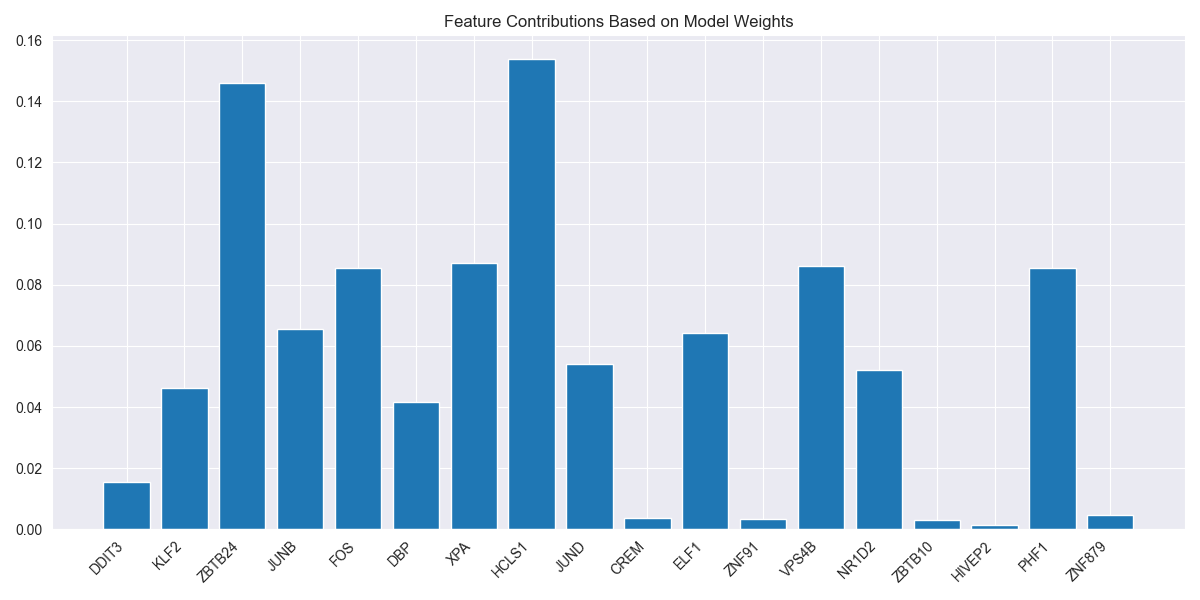 Feature Contributions Based on Model Weights
0.16
0.14
0.12
0.10
0.08
0.06
0.04
0.02
0.00
DDIT3
KLF2
ZBTB24
JUNB
FOS
DBP
XPA
HCLS1
JUND
CREM
ELF1
ZNF91
VPS4B
NR1D2
ZBTB10
HIVEP2
PHF1
ZNF879